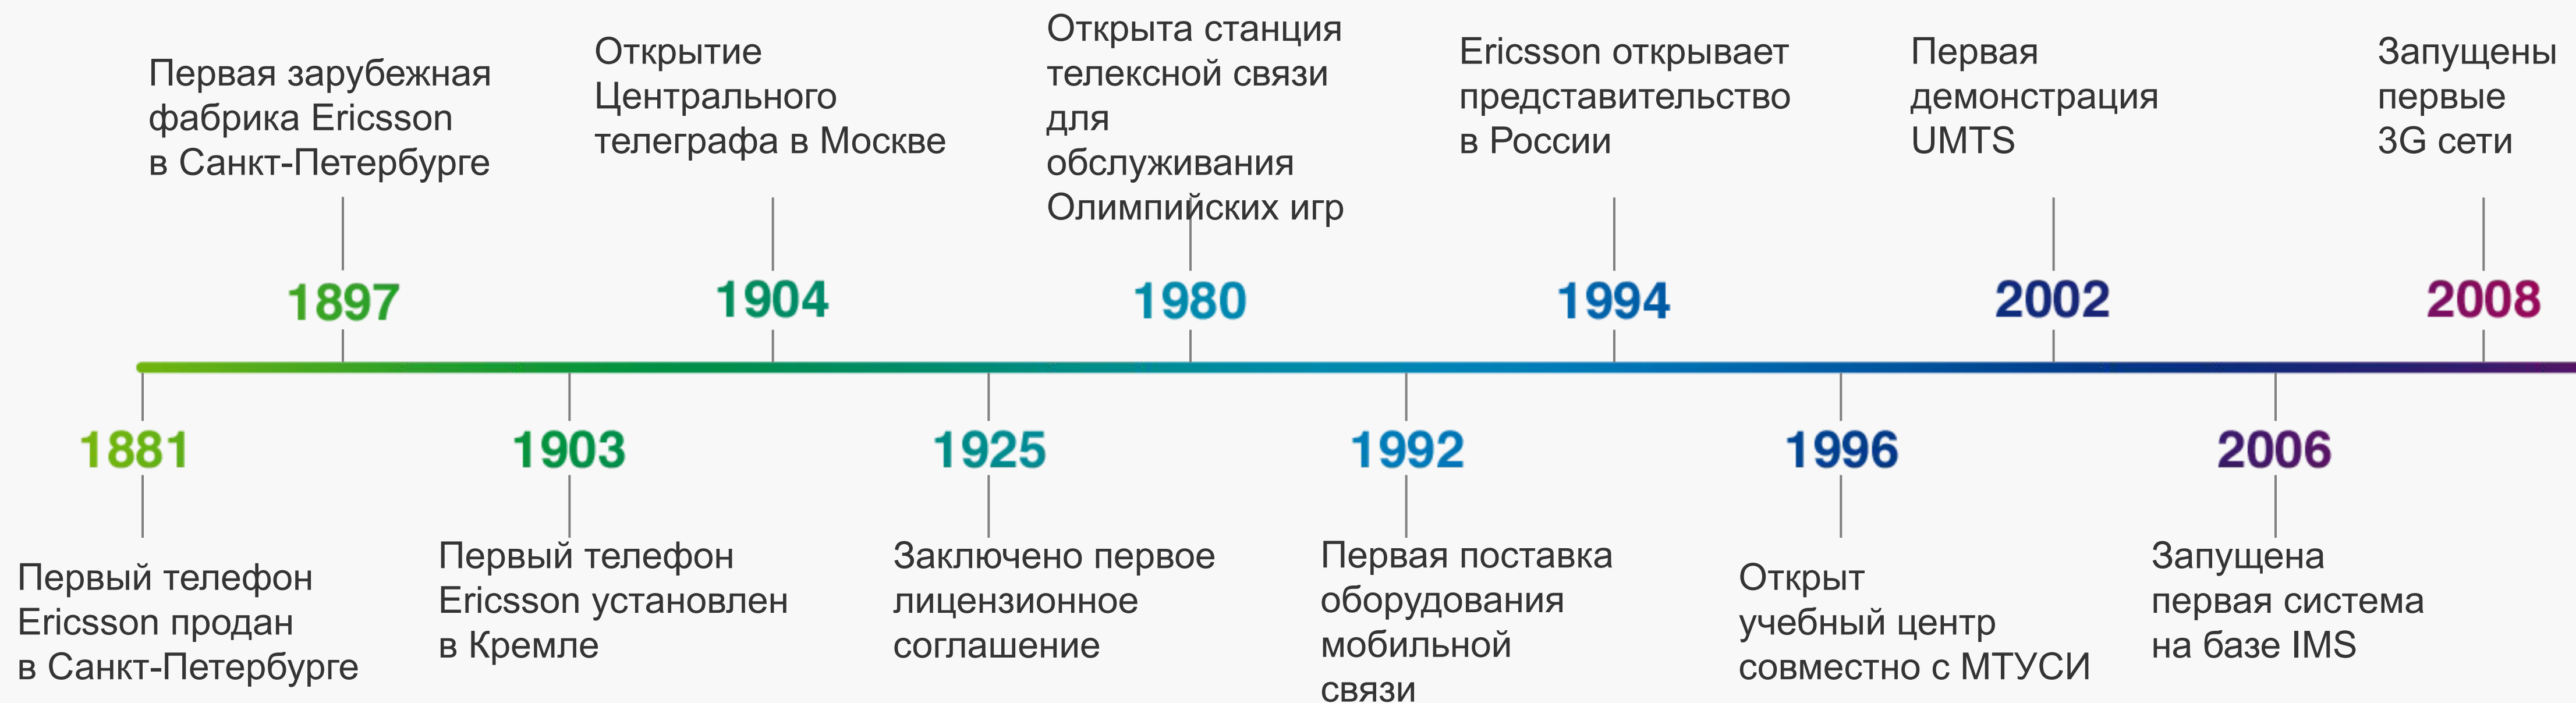 Первая зарубежная
фабрика Ericsson
в Санкт-Петербурге
1897
Открытие
Центрального
телеграфа в Москве
1904
Открыта станция
телексной связи
для
обслуживания
Олимпийских игр
1980
Ericsson открывает
представительство
в России
1994
Первая
демонстрация
UMTS
2002
Запущены
первые
3G сети
2008
1881
Первый телефон
Ericsson продан
в Санкт-Петербурге
1903
Первый телефон
Ericsson установлен
в Кремле
1925
Заключено первое
лицензионное
соглашение
1992
Первая поставка
оборудования
мобильной
связи
1996
Открыт
учебный центр
совместно с МТУСИ
2006
Запущена
первая система
на базе IMS